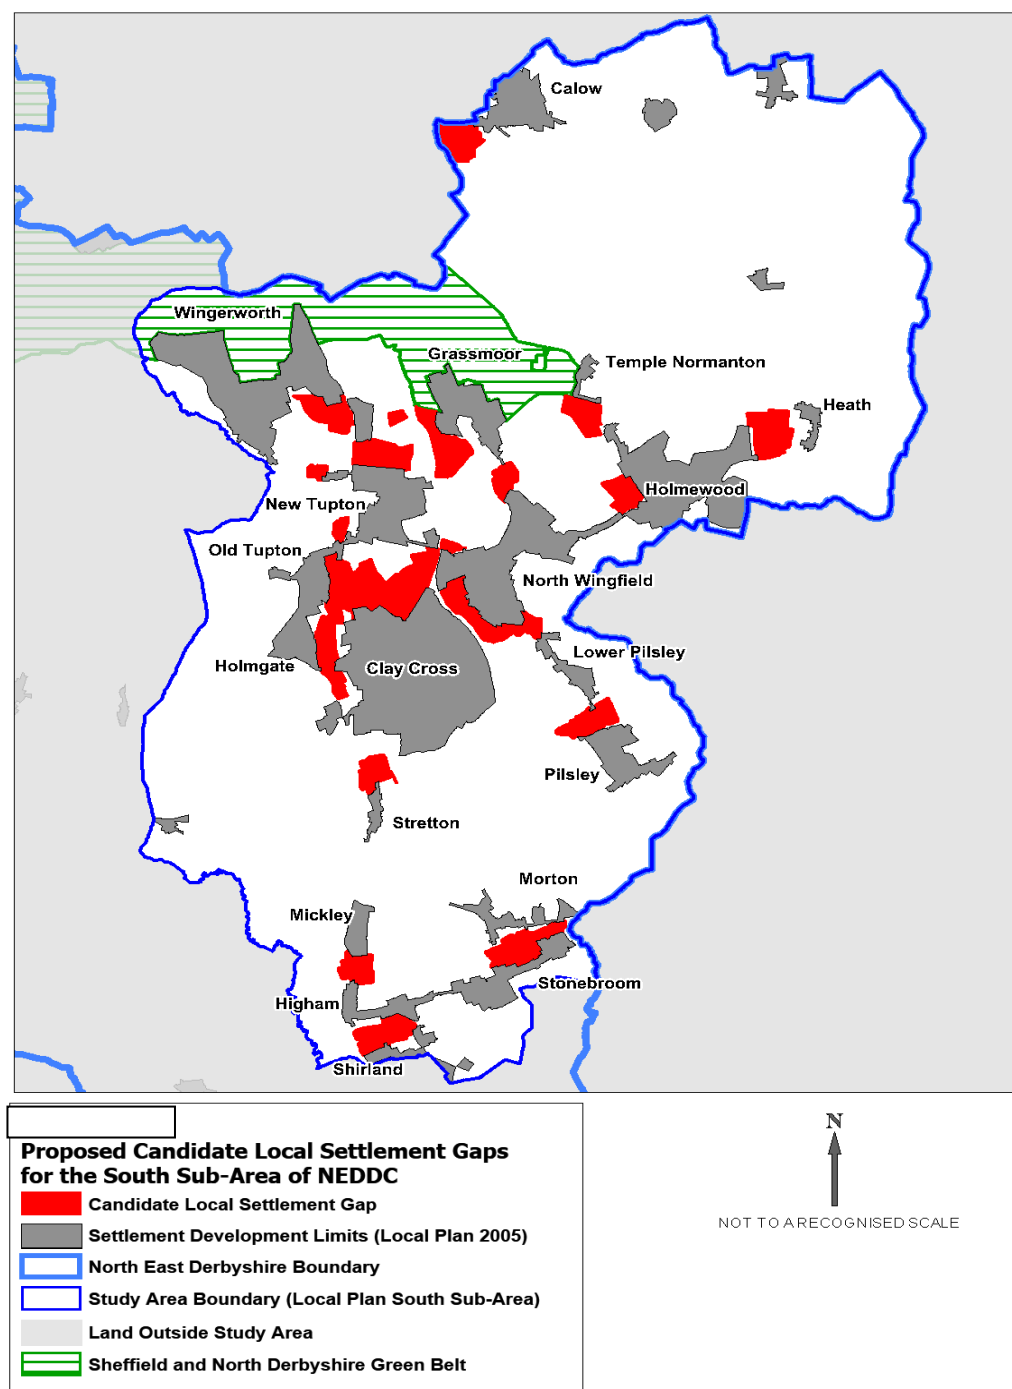 Calow
Wingerworth
Grassmoor
Temple Normanton
Heath
Holmewood
New Tupton
Old Tupton
North Wingfield
Holmgate
Clay Cross
Lower Pilsley
Pilsley
Stretton
Morton
Mickley
Stonebroom
Higham
Shirland
Proposed Candidate Local Settlement Gaps
for the South Sub-Area of NEDDC
Candidate Local Settlement Gap
Settlement Development Limits (Local Plan 2005)
North East Derbyshire Boundary
Study Area Boundary (Local Plan South Sub-Area)
Land Outside Study Area
Sheffield and North Derbyshire Green Belt
N
NOT TO A RECOGNISED SCALE